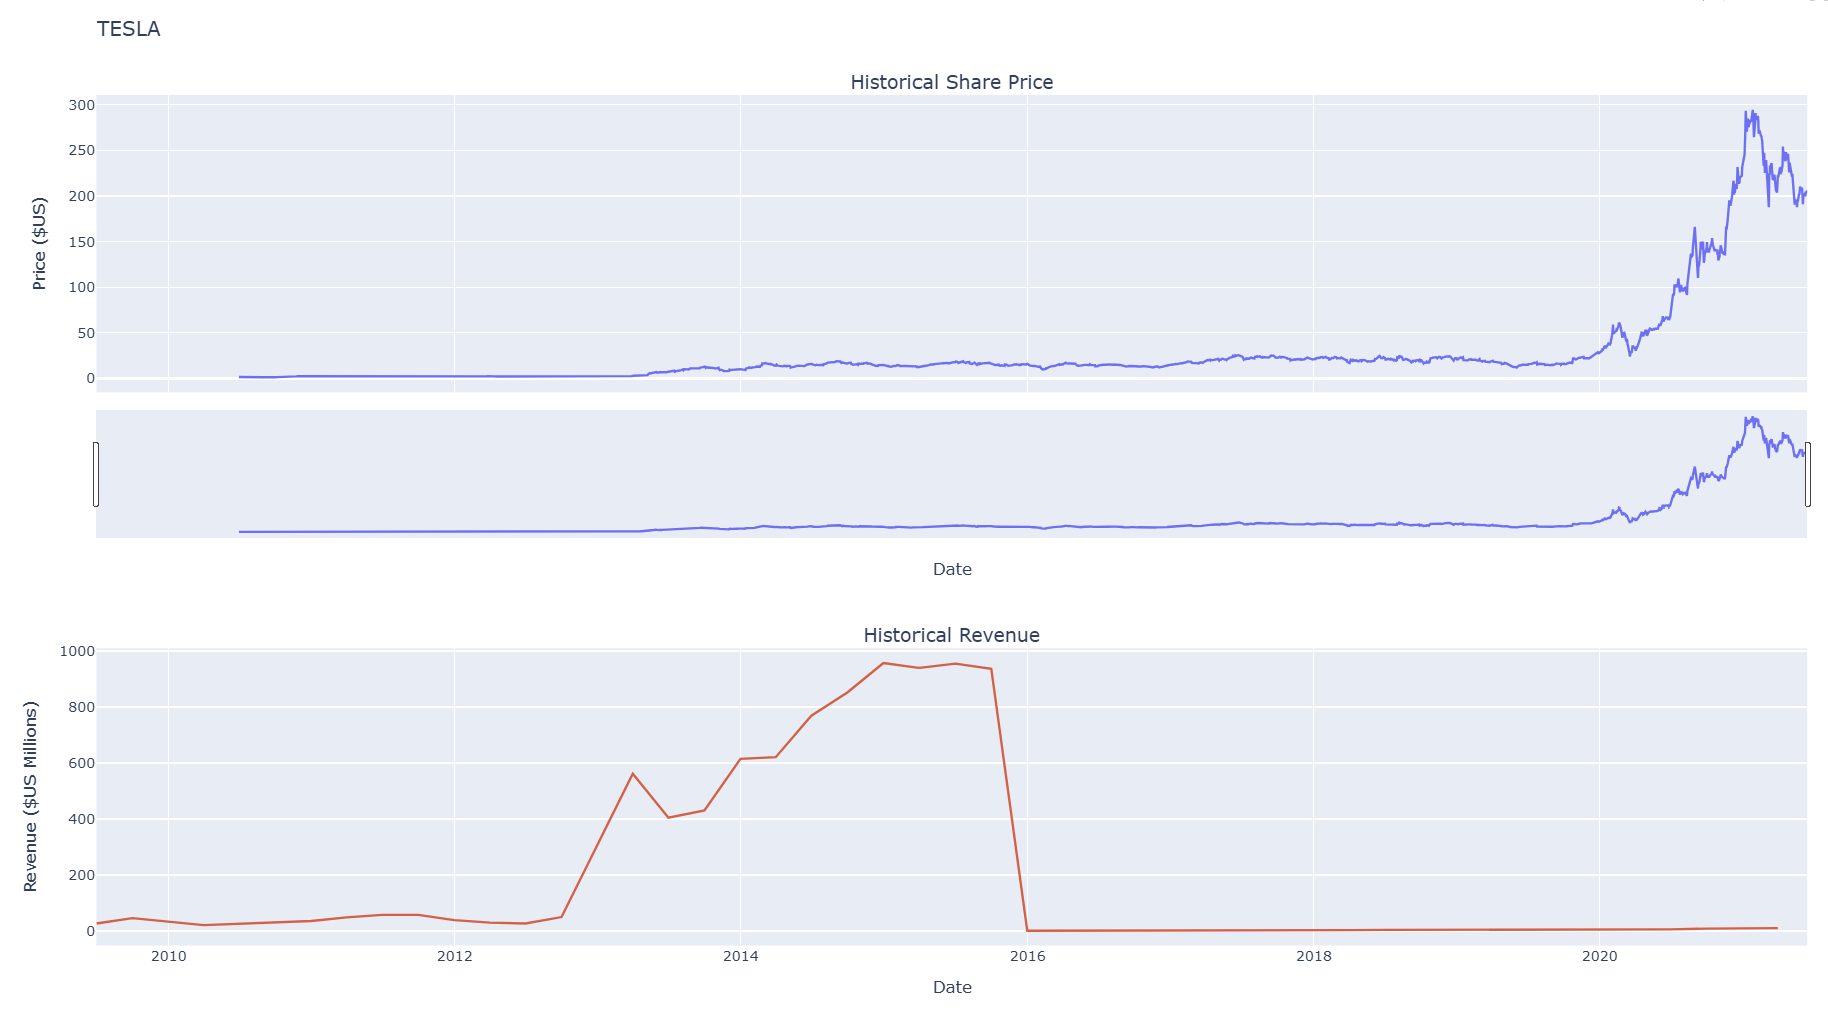 TESLA
Historical Share Price
300
250
200
150
100
50
0
Price ($US)
Date
Historical Revenue
1000
800
600
400
200
0
Revenue ($US Millions)
2010 2012 2014 2016 2018 2020
Date